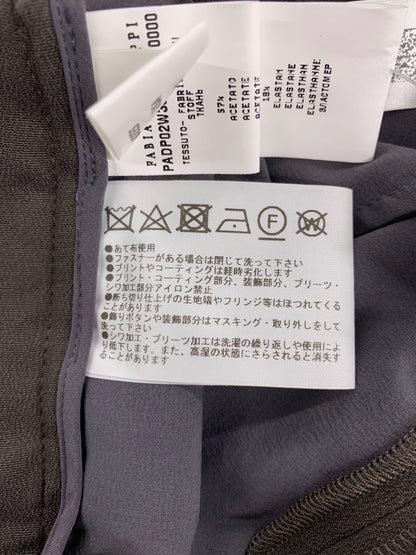 FABIA
PPI
0000
PADP02W
TESSUTO- FABRI
STOFF
ТКАНЬ
57%
ACETATO
ACETATE
ACETATO
18%
ELASTAN
ELASTANE
ELASTHAN
ELASTHANNE
ЭЛАСТОМЕР
F
W
●あて布使用
●ファスナーがある場合は閉じて洗って下さい
●プリントやコーティングは経時劣化します
●プリント・コーティング部分、装飾部分、プリーツ・
シワ加工部分アイロン禁止
●断ち切り仕上げの生地端やフリンジ等はほつれてくる
ことがあります
●飾りボタンや装飾部分はマスキング・取り外しをして
洗って下さい
●シワ加工・プリーツ加工は洗濯の繰り返しや使用によ
り低下します。また、高湿の状態にさらされると消失す
ることがあります